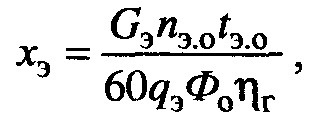 xэ = Gэnэ.оtэ.о / 60qэФоηг ,